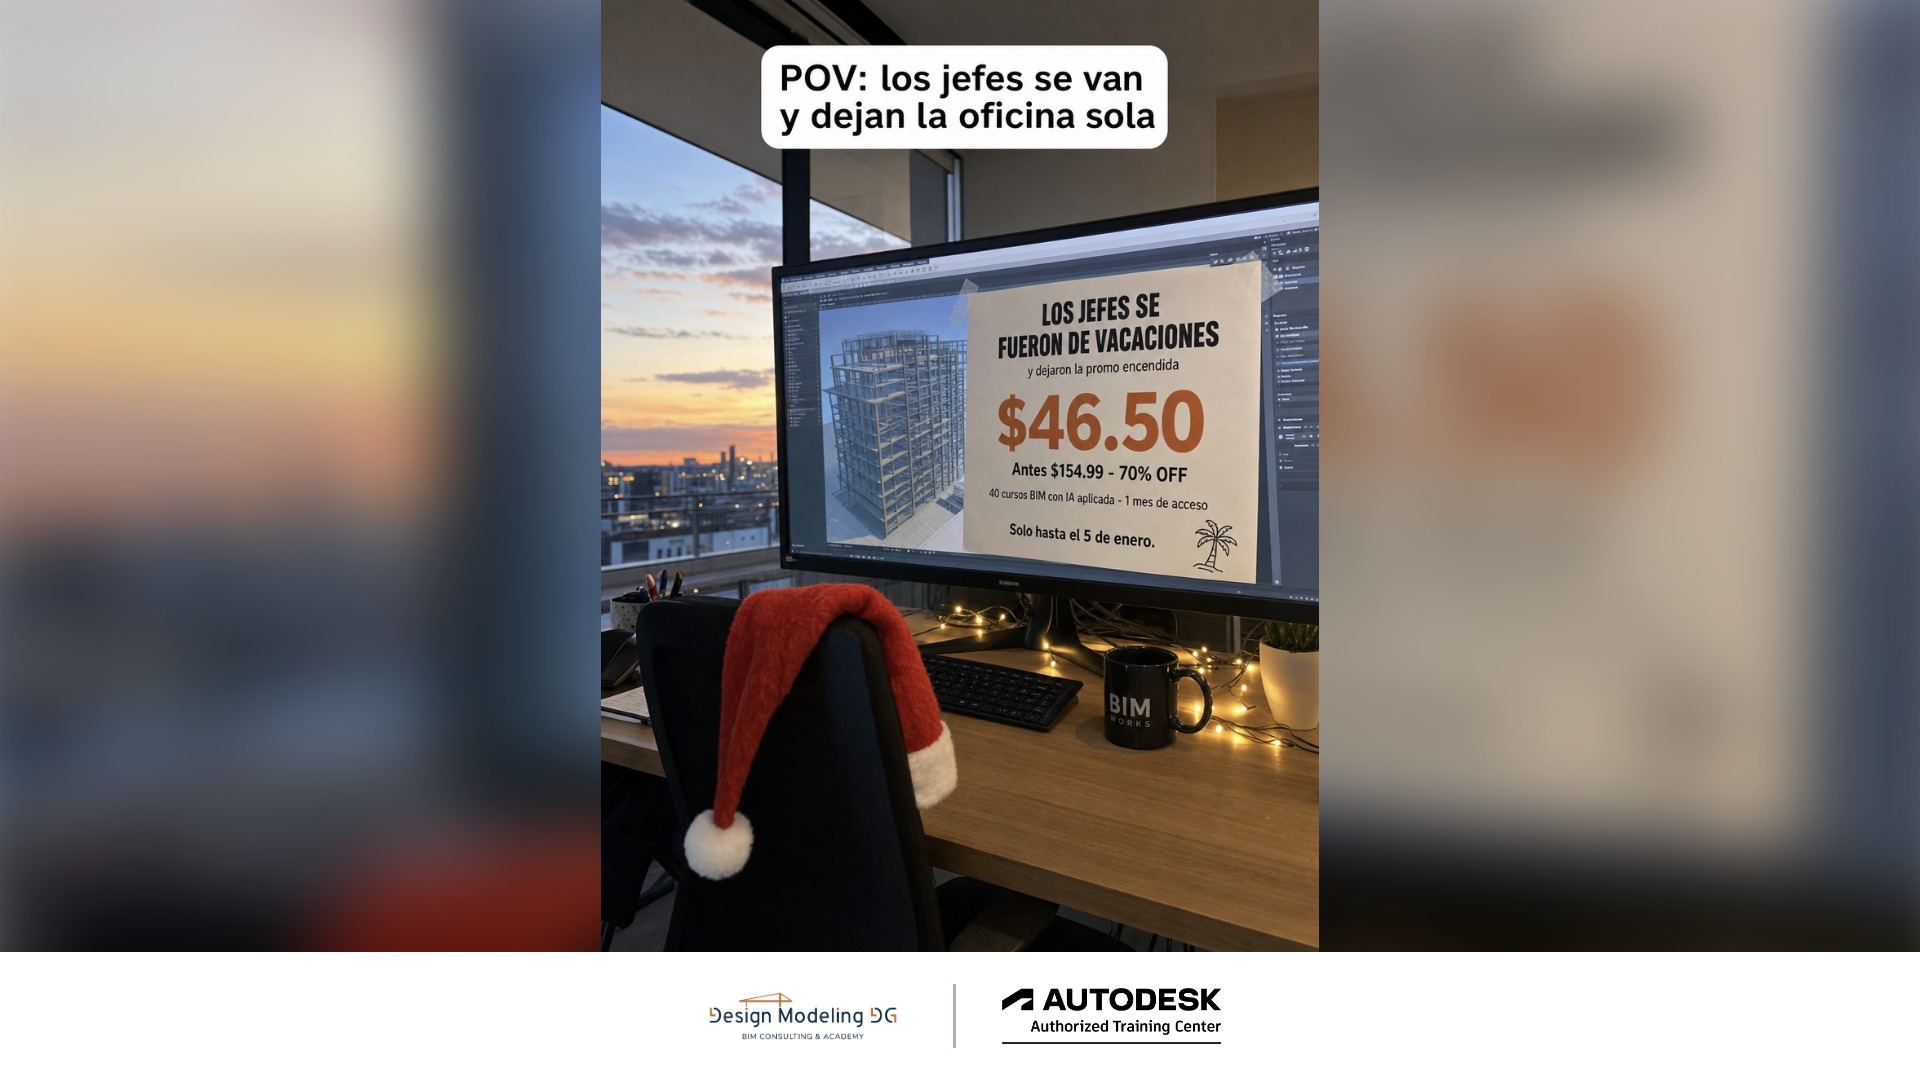 POV: los jefes se van
y dejan la oficina sola
LOS JEFES SE
FUERON DE VACACIONES
y dejaron la promo encendida
$46.50
Antes $154.99 - 70% OFF
40 cursos BIM con IA aplicada - 1 mes de acceso
Solo hasta el 5 de enero.
BIM
WORKS
Design Modeling DG
BIM CONSULTING & ACADEMY
AUTODESK
Authorized Training Center